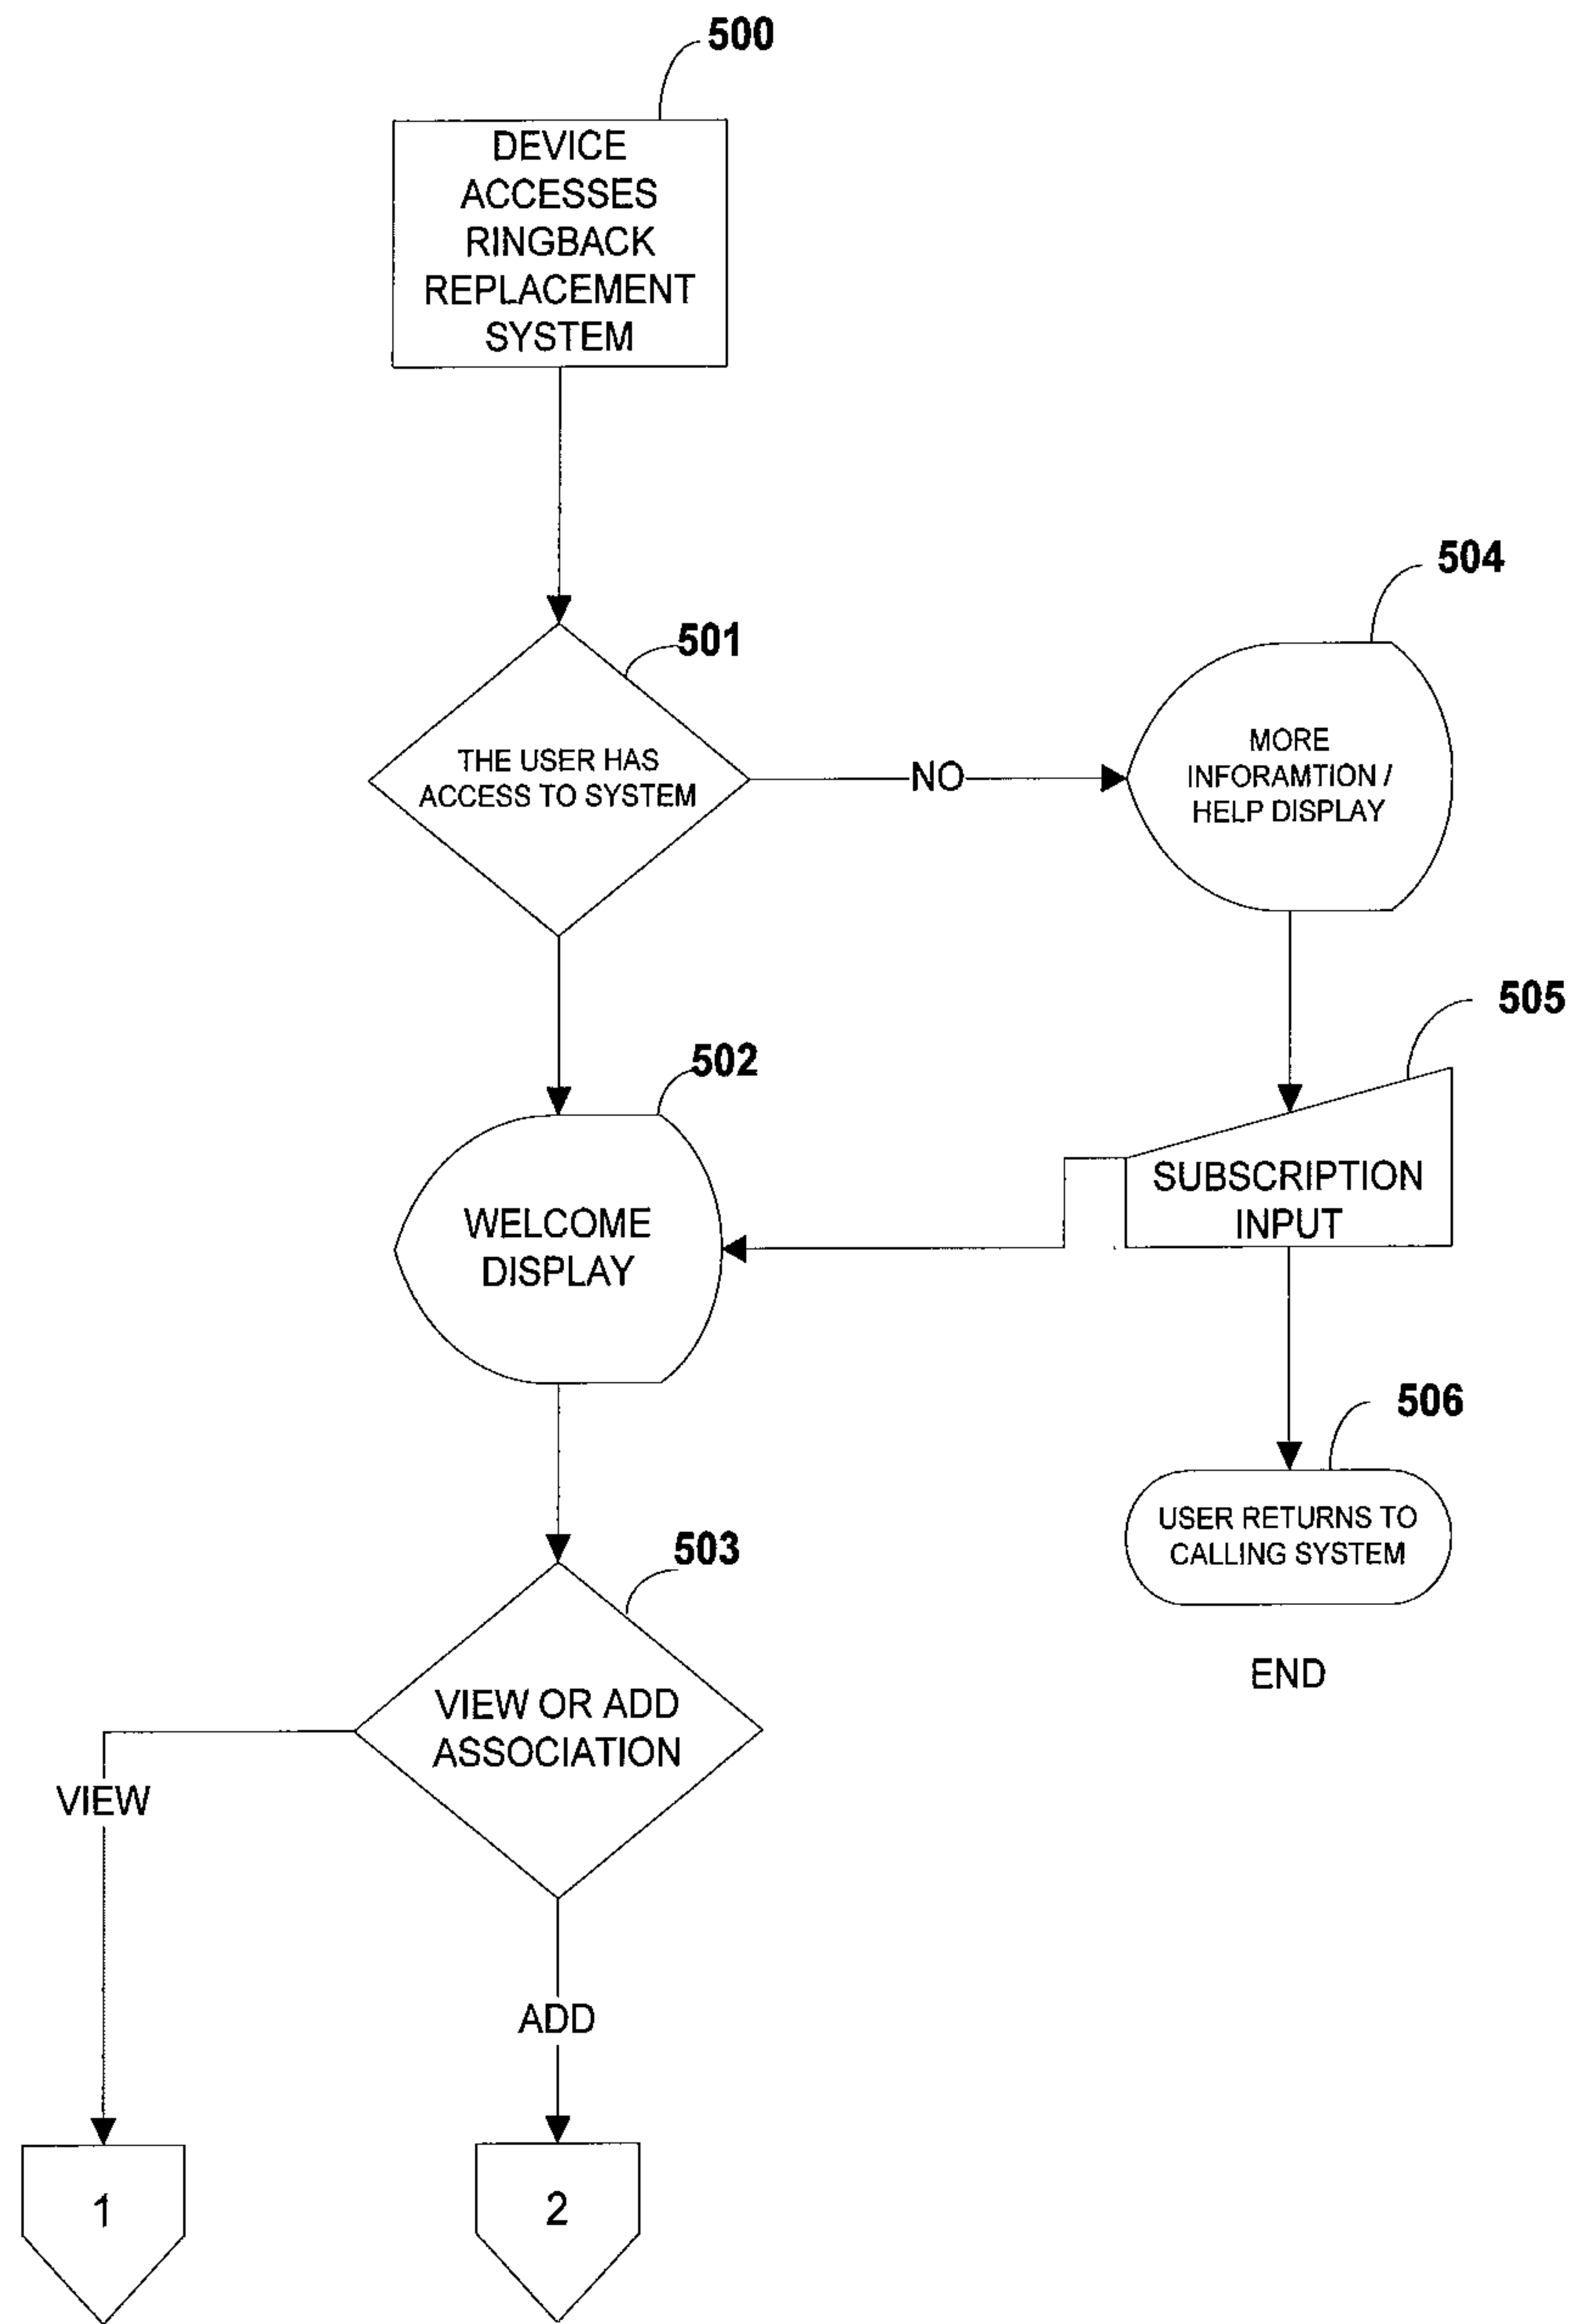 500
DEVICE
ACCESSES
RINGBACK
REPLACEMENT
SYSTEM
504
501
THE USER HAS
ACCESS TO SYSTEM
NO
MORE
INFORAMTION /
HELP DISPLAY
505
502
SUBSCRIPTION
INPUT
WELCOME
DISPLAY
506
USER RETURNS TO
CALLING SYSTEM
503
END
VIEW OR ADD
ASSOCIATION
VIEW
ADD
1
2